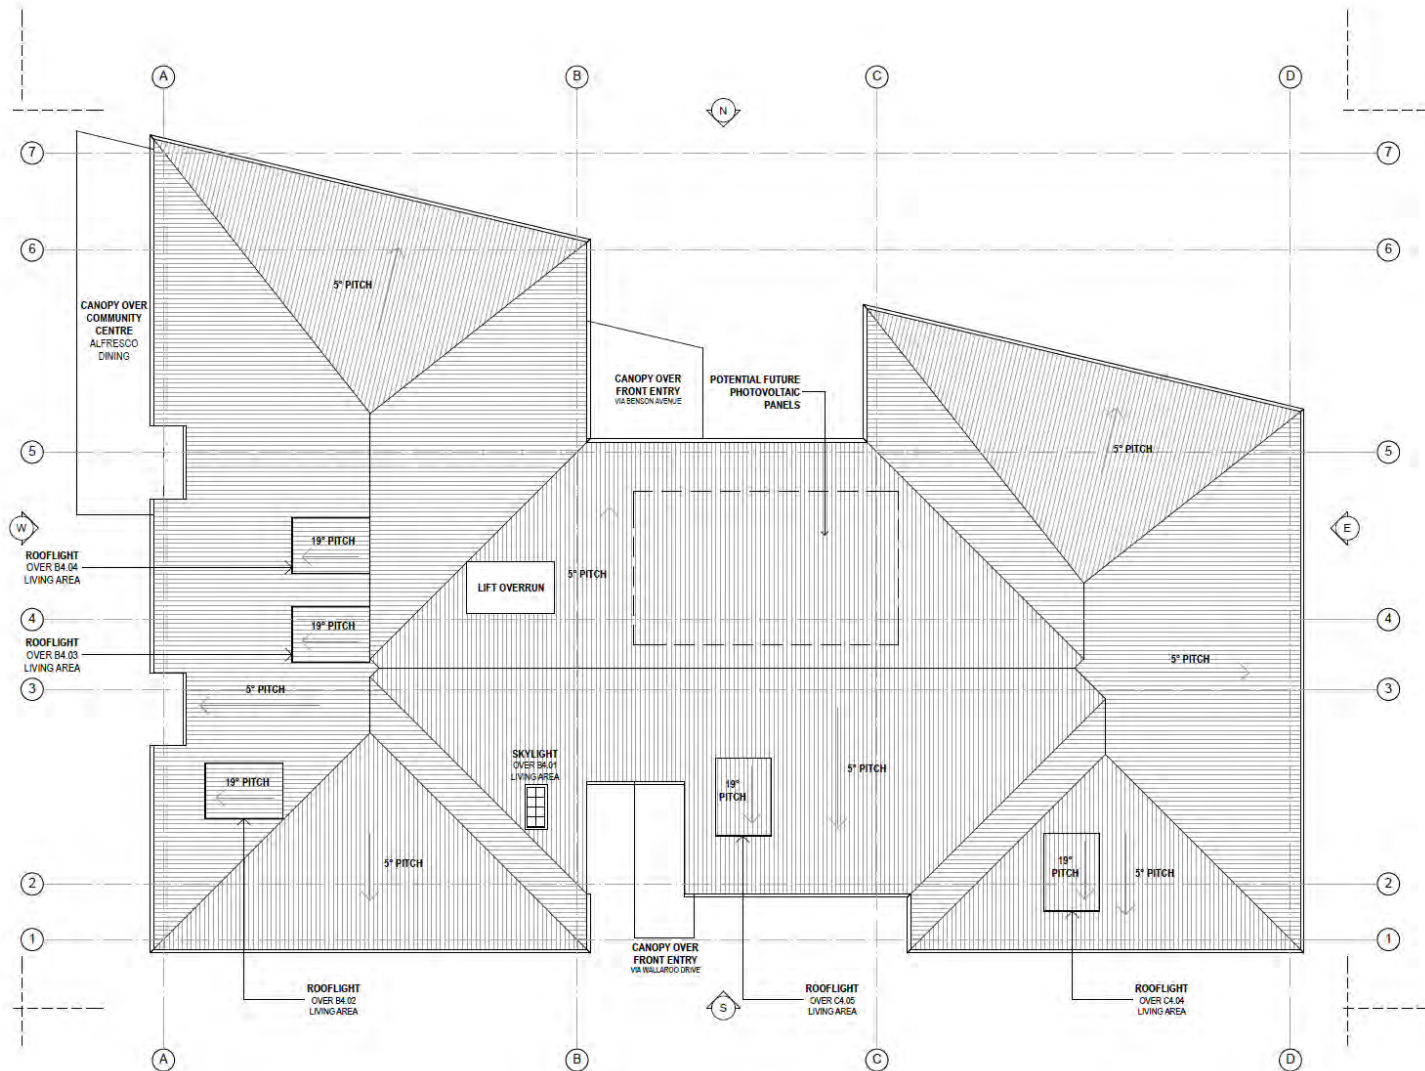 A
B
C
D
N
7
7
6
6
5° PITCH
CANOPY OVER
COMMUNITY
CENTRE
ALFRESCO
DINING
CANOPY OVER
FRONT ENTRY
VIA BENSON AVENUE
POTENTIAL FUTURE
PHOTOVOLTAIC
PANELS
5
5
5° PITCH
W
E
ROOFLIGHT
OVER B4.04
LIVING AREA
19° PITCH
LIFT OVERRUN
5° PITCH
4
4
ROOFLIGHT
OVER B4.03
LIVING AREA
19° PITCH
5° PITCH
3
3
5° PITCH
SKYLIGHT
OVER B4.01
LIVING AREA
19° PITCH
19°
PITCH
5° PITCH
5° PITCH
19°
PITCH
5° PITCH
2
2
1
1
CANOPY OVER
FRONT ENTRY
VIA WALLAROO DRIVE
ROOFLIGHT
OVER B4.02
LIVING AREA
S
ROOFLIGHT
OVER C4.05
LIVING AREA
ROOFLIGHT
OVER C4.04
LIVING AREA
A
B
C
D